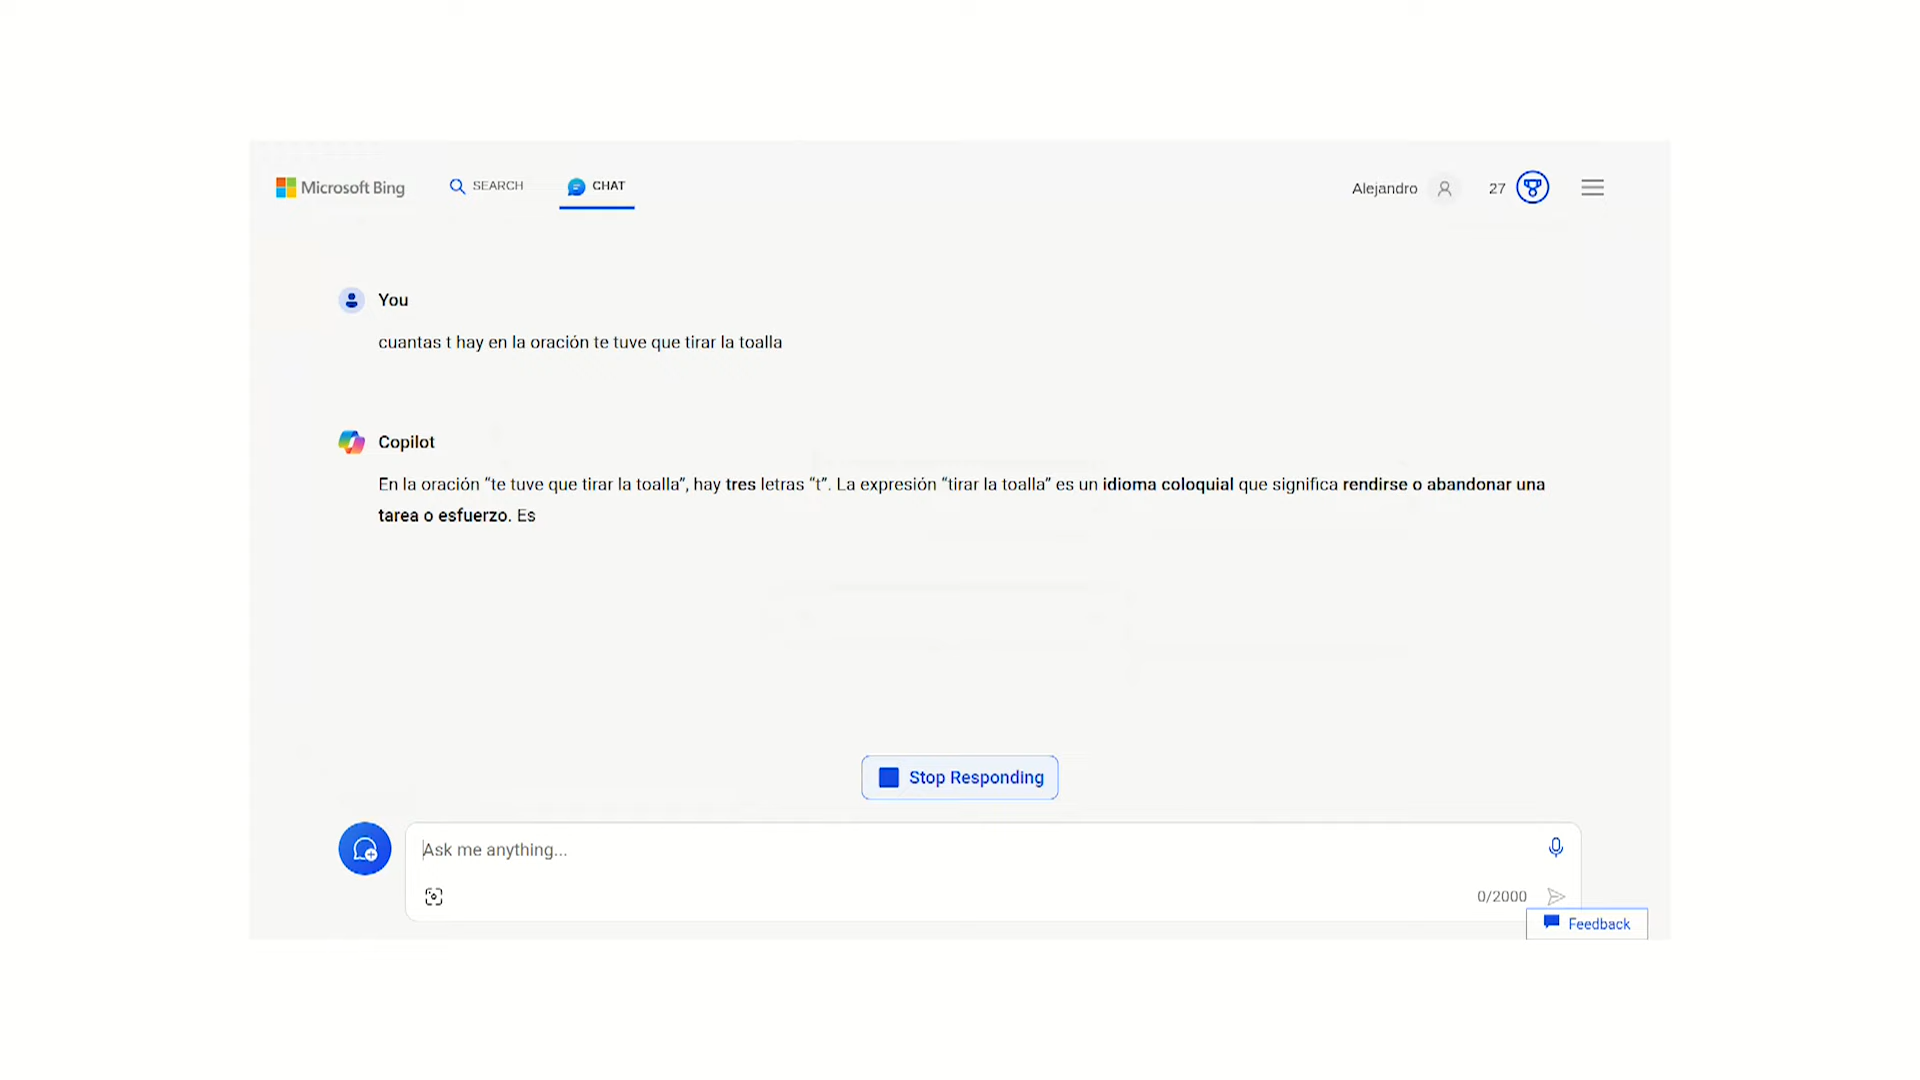 Microsoft Bing
SEARCH
CHAT
Alejandro
27
You
cuantas t hay en la oración te tuve que tirar la toalla
Copilot
En la oración “te tuve que tirar la toalla”, hay tres letras “t”. La expresión “tirar la toalla” es un idioma coloquial que significa rendirse o abandonar una
tarea o esfuerzo. Es
Stop Responding
Ask me anything...
0/2000
Feedback